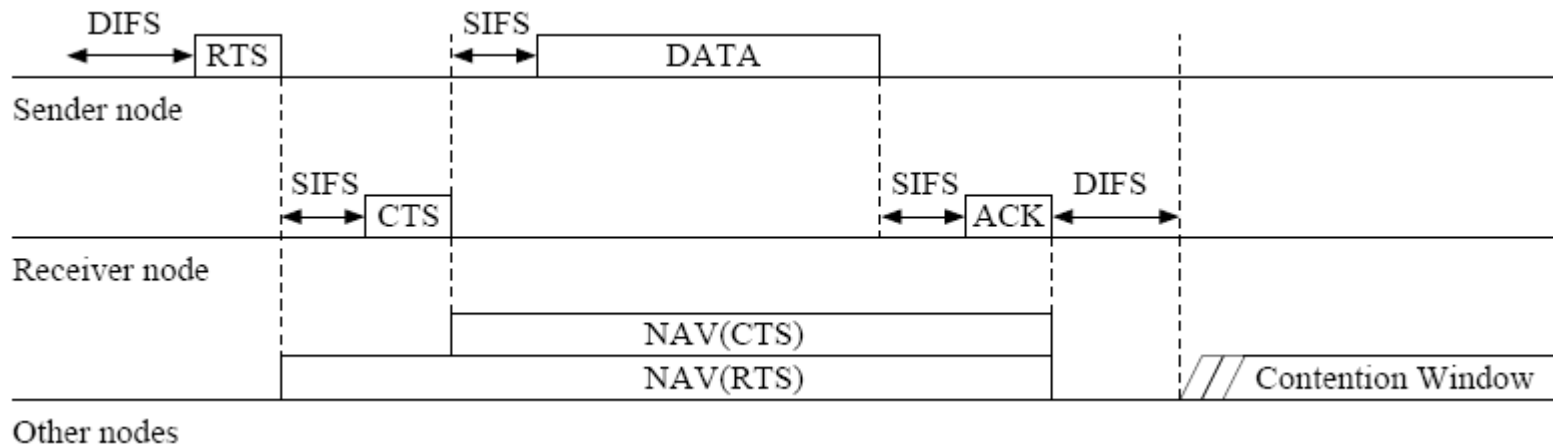 DIFS SIFS
RTS DATA
Sender node
SIFS SIFS DIFS
CTS ACK
Receiver node
NAV(CTS)
NAV(RTS) Contention Window
Other nodes